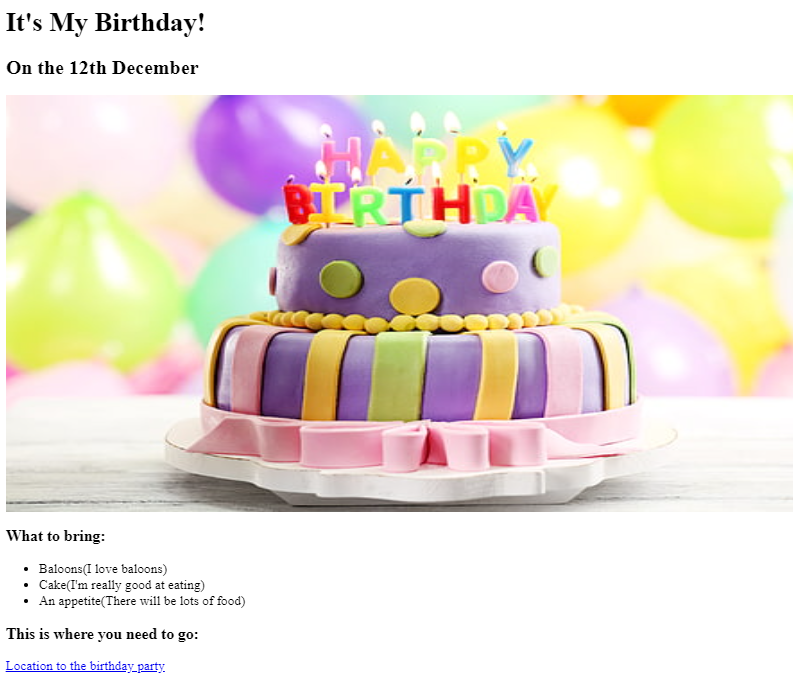 It's My Birthday!
On the 12th December
HAPPY
BIRTHDAY
What to bring:
Baloons(I love baloons)
Cake(I'm really good at eating)
An appetite(There will be lots of food)
This is where you need to go:
Location to the birthday party